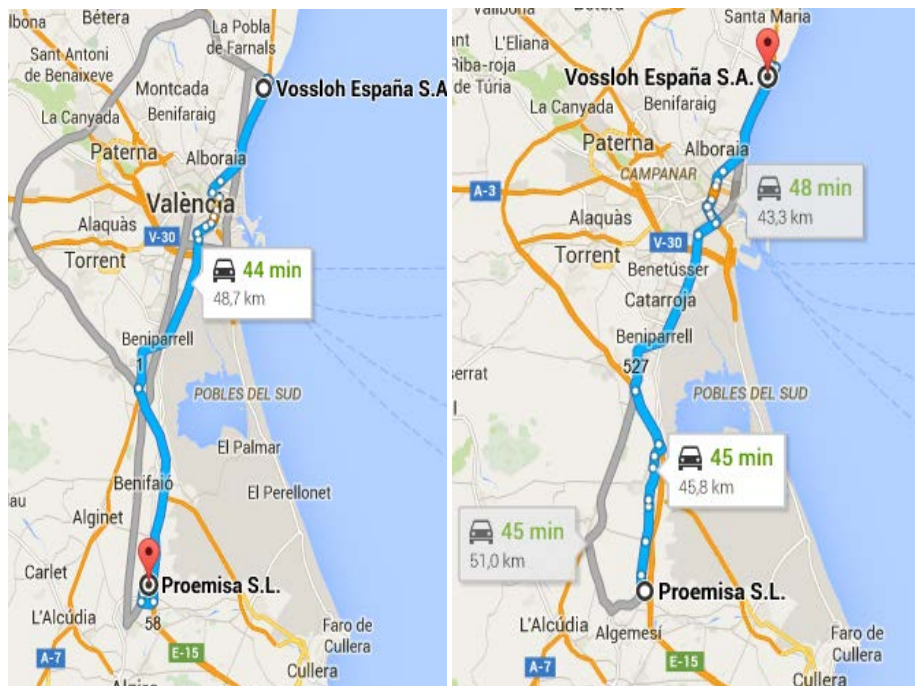 Bétera
La Pobla
de Farnals
Sant Antoni
de Benaixeve
Vossloh España S.A
Montcada
Benifaraig
La Canyada
Paterna
Alboraia
València
Alaquàs
V-30
Torrent
44 min
48,7 km
Beniparrell
1
POBLES DEL SUD
El Palmar
Benifaió
El Perellonet
Alginet
Carlet
Proemisa S.L.
L'Alcúdia
58
Faro de
Cullera
A-7
E-15
Cullera
Santa Maria
L'Eliana
Riba-roja
de Túria
Vossloh España S.A.
La Canyada
Benifaraig
Paterna
Alboraia
CAMPANAR
A-3
48 min
43,3 km
Alaquàs
V-30
Torrent
Benetússer
Catarroja
Beniparrell
527
POBLES DEL SUD
45 min
45,8 km
El Perellonet
45 min
51,0 km
Carlet
Proemisa S.L.
L'Alcúdia
Algemesí
Faro de
Cullera
A-7
E-15
Cullera